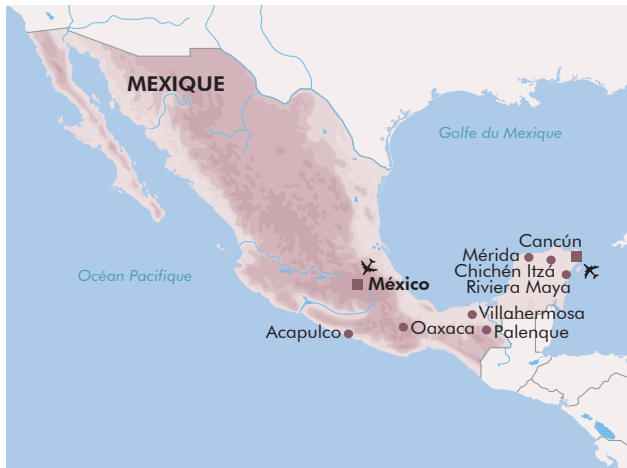 MEXIQUE
Golfe du Mexique
Cancún
Mérida
Chichén Itzá
Riviera Maya
Océan Pacifique
México
Villahermosa
Acapulco
Oaxaca
Palenque